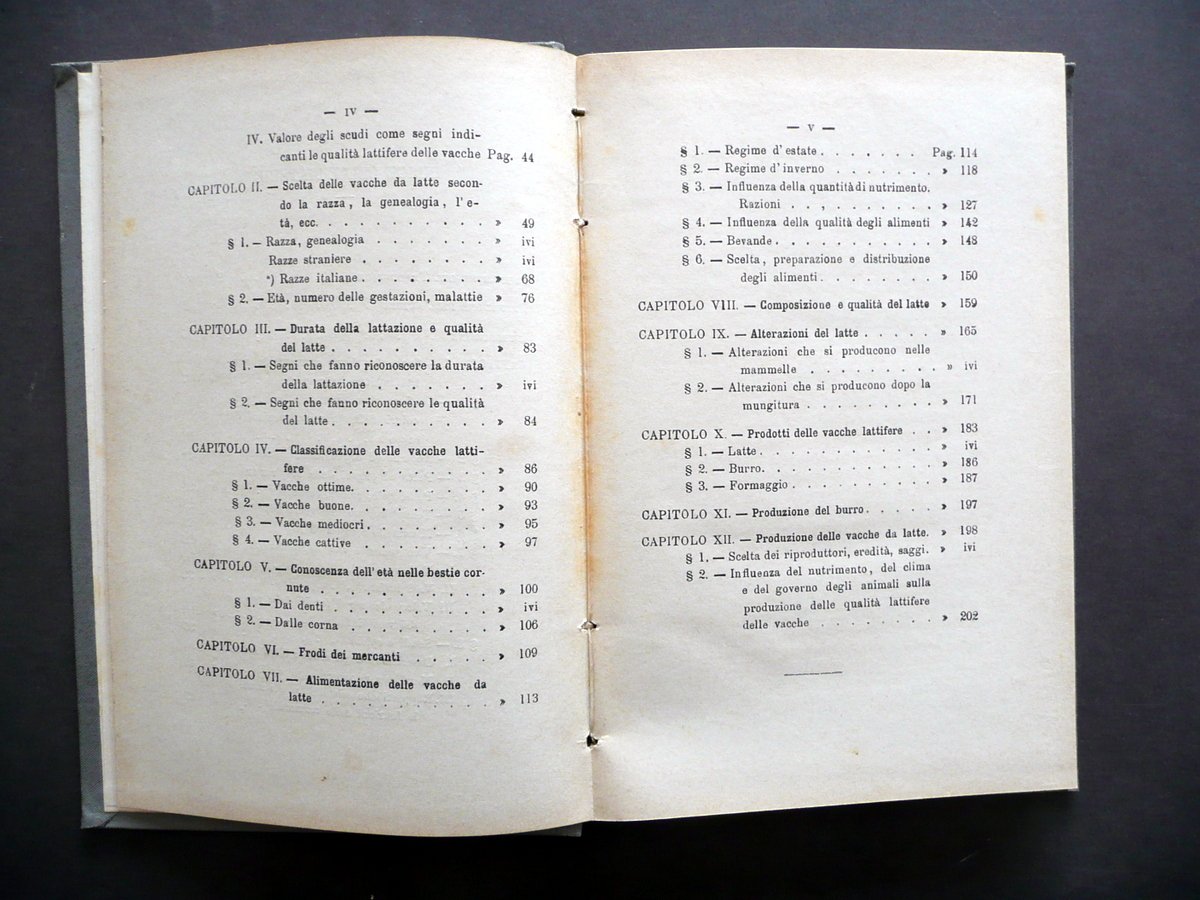 — IV —
IV. Valore degli scudi come segni indi-
canti le qualità lattifere delle vacche Pag. 44
CAPITOLO II. — Scelta delle vacche da latte secon-
do la razza, la genealogia, l'e-
tà, ecc. . . . . . . . . . . » 49
§ 1. — Razza, genealogia . . . . . . . » ivi
Razze straniere . . . . . . . . » ivi
*) Razze italiane . . . . . . . . » 68
§ 2. — Età, numero delle gestazioni, malattie » 76
CAPITOLO III. — Durata della lattazione e qualità
del latte . . . . . . . . . . » 83
§ 1. — Segni che fanno riconoscere la durata
della lattazione . . . . . . . » ivi
§ 2. — Segni che fanno riconoscere le qualità
del latte . . . . . . . . . . » 84
CAPITOLO IV. — Classificazione delle vacche latti-
fere . . . . . . . . . . . » 86
§ 1. — Vacche ottime. . . . . . . . . » 90
§ 2. — Vacche buone. . . . . . . . . » 93
§ 3. — Vacche mediocri . . . . . . . . » 95
§ 4. — Vacche cattive . . . . . . . . » 97
CAPITOLO V. — Conoscenza dell'età nelle bestie cor-
nute . . . . . . . . . . . » 100
§ 1. — Dai denti . . . . . . . . . . » ivi
§ 2. — Dalle corna . . . . . . . . . » 106
CAPITOLO VI. — Frodi dei mercanti . . . . . » 109
CAPITOLO VII. — Alimentazione delle vacche da
latte . . . . . . . . . . . » 113
— V —
§ 1. — Regime d'estate . . . . . . . Pag. 114
§ 2. — Regime d'inverno . . . . . . . » 118
§ 3. — Influenza della quantità di nutrimento.
Razioni . . , . . . . . . . » 127
§ 4. — Influenza della qualità degli alimenti » 142
§ 5. — Bevande . . . . . . . . . . . » 148
§ 6. — Scelta, preparazione e distribuzione
degli alimenti . . . . . . . . » 150
CAPITOLO VIII. — Composizione e qualità del latte » 159
CAPITOLO IX. — Alterazioni del latte . . . . . » 165
§ 1. — Alterazioni che si producono nelle
mammelle . . . . . . . . . » ivi
§ 2. — Alterazioni che si producono dopo la
mungitura . . . . . . . . . » 171
CAPITOLO X. — Prodotti delle vacche lattifere . . » 183
§ 1. — Latte . . . . . . . . . . . . » ivi
§ 2. — Burro. . . . . . . . . . . . » 186
§ 3. — Formaggio . . . . . . . . . . » 187
CAPITOLO XI. — Produzione del burro . . . . . » 197
CAPITOLO XII. — Produzione delle vacche da latte. » 198
§ 1. — Scelta dei riproduttori, eredità, saggi. » ivi
§ 2. — Influenza del nutrimento, del clima
e del governo degli animali sulla
produzione delle qualità lattifere
delle vacche . . . . . . . . » 202